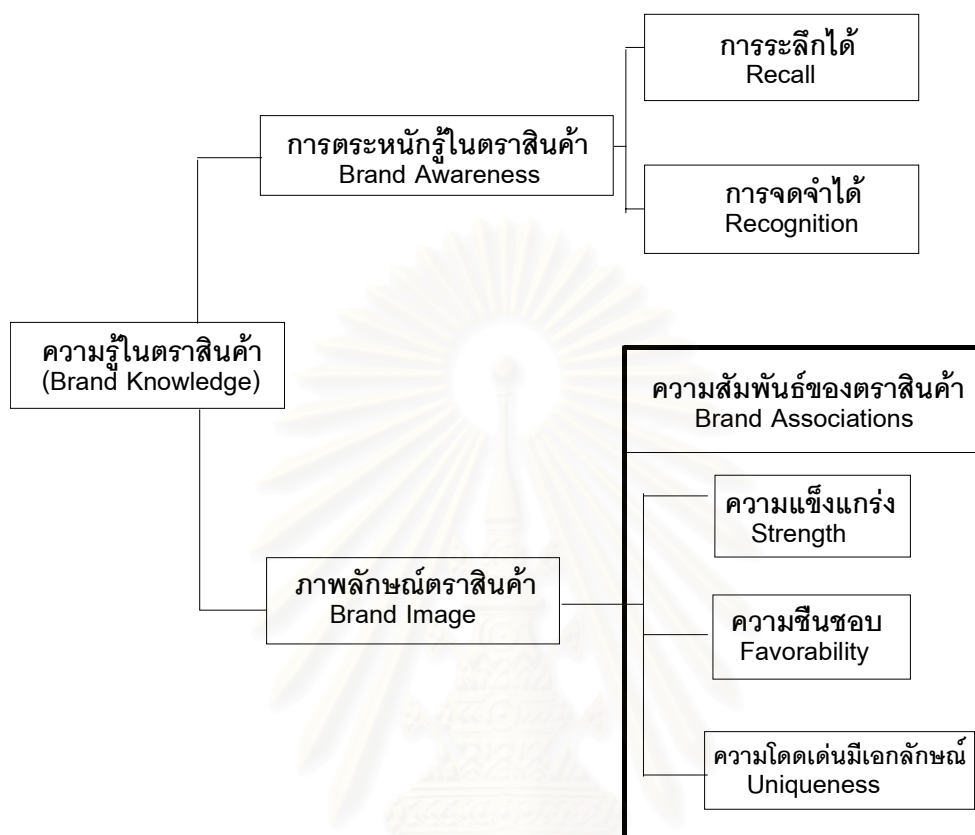 การระลึกได้
Recall
การตระหนักรู้ในตราสินค้า
Brand Awareness
การจดจำได้
Recognition
ความรู้ในตราสินค้า
(Brand Knowledge)
ความสัมพันธ์ของตราสินค้า
Brand Associations
ความแข็งแกร่ง
Strength
ภาพลักษณ์ตราสินค้า
Brand Image
ความชืนชอบ
Favorability
ความโดดเด่นมีเอกลักษณ์
Uniqueness